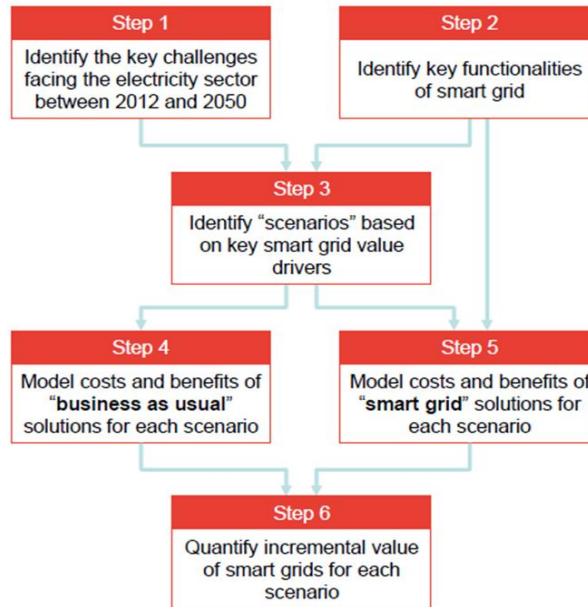 Step 1
Identify the key challenges
facing the electricity sector
between 2012 and 2050
Step 2
Identify key functionalities
of smart grid
Step 3
Identify “scenarios” based
on key smart grid value
drivers
Step 4
Model costs and benefits of
“business as usual”
solutions for each scenario
Step 5
Model costs and benefits of
“smart grid” solutions for
each scenario
Step 6
Quantify incremental value
of smart grids for each
scenario